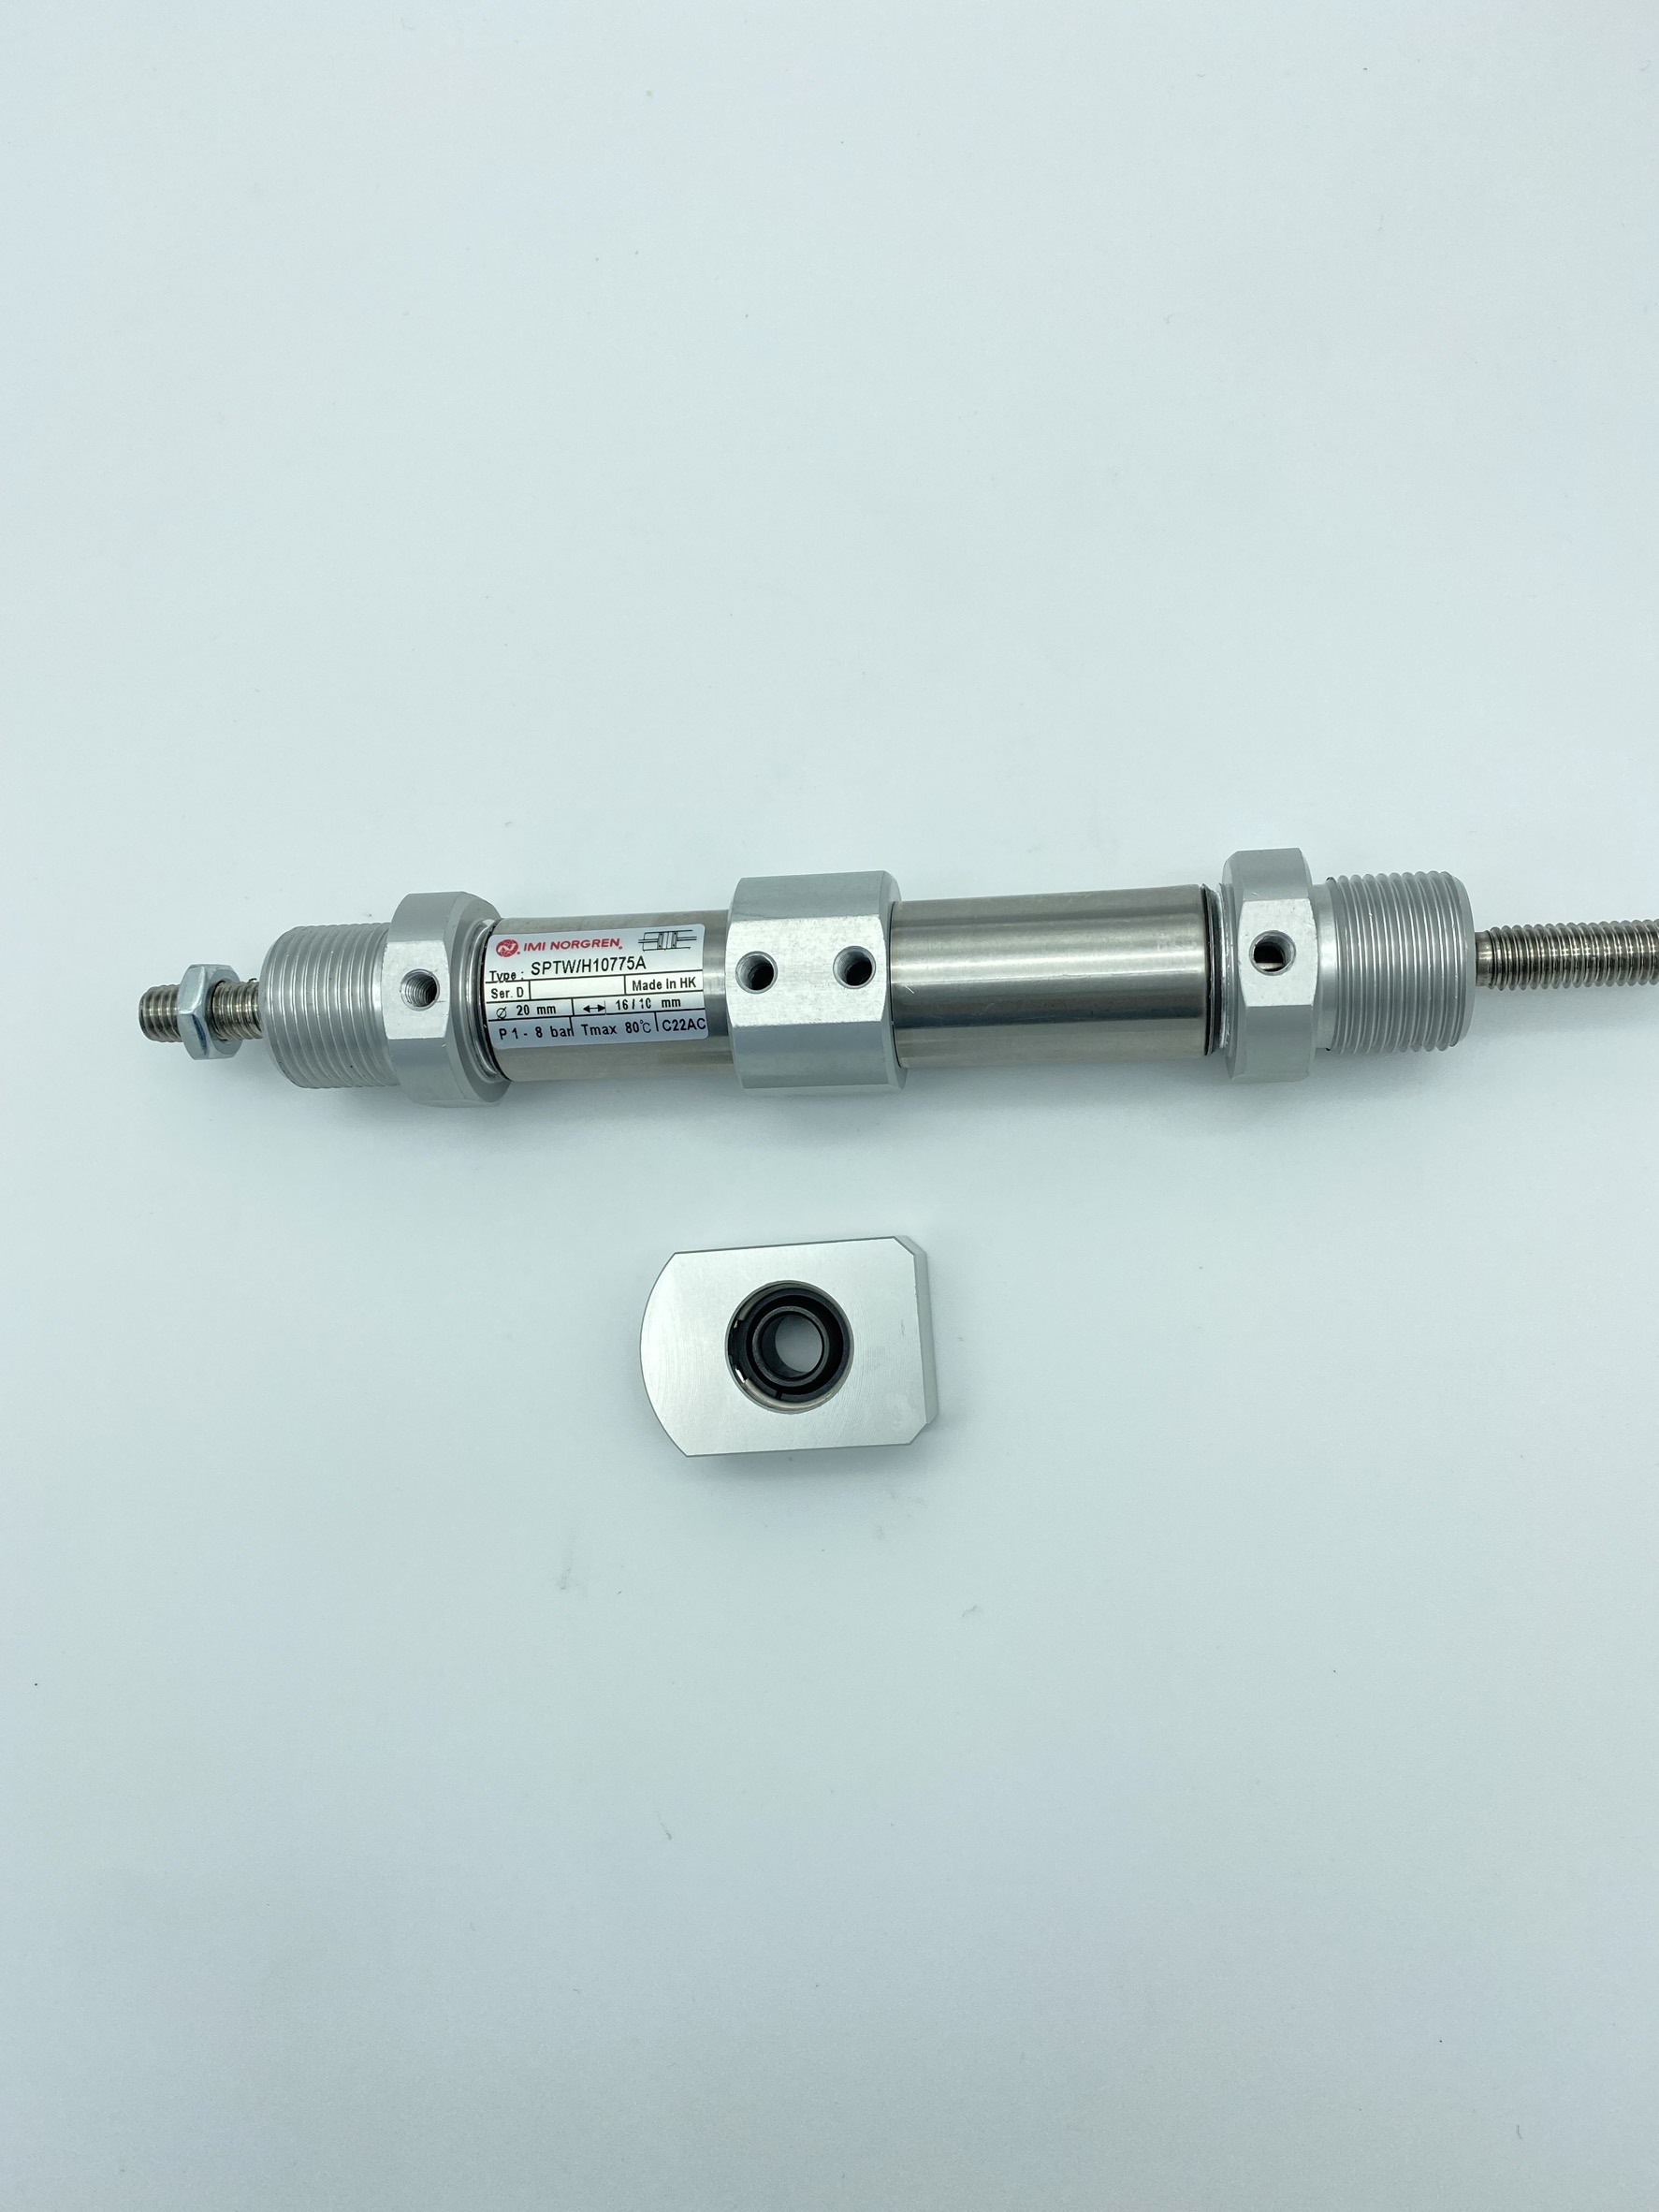 IMI NORGREN
Type : SPTW/H10775A
Ser. D Made In HK
⌀ 20 mm ↔ 16 / 10 mm
P 1 - 8 bar Tmax 80℃ C22AC